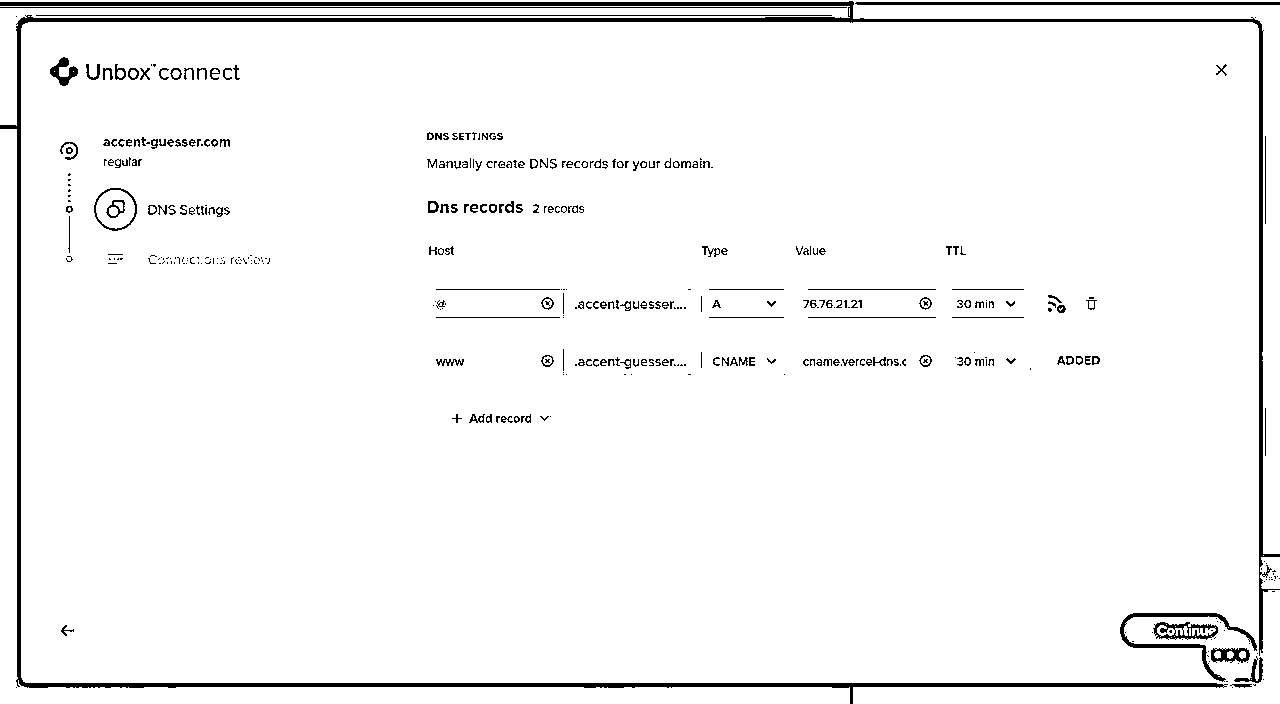 Unbox™connect
accent-guesser.com
regular
DNS Settings
Connections review
DNS SETTINGS
Manually create DNS records for your domain.
Dns records 2 records
Host Type Value TTL
@ .accent-guesser.... A 76.76.21.21 30 min
www .accent-guesser.... CNAME cname.vercel-dns.c 30 min ADDED
+ Add record
Continue